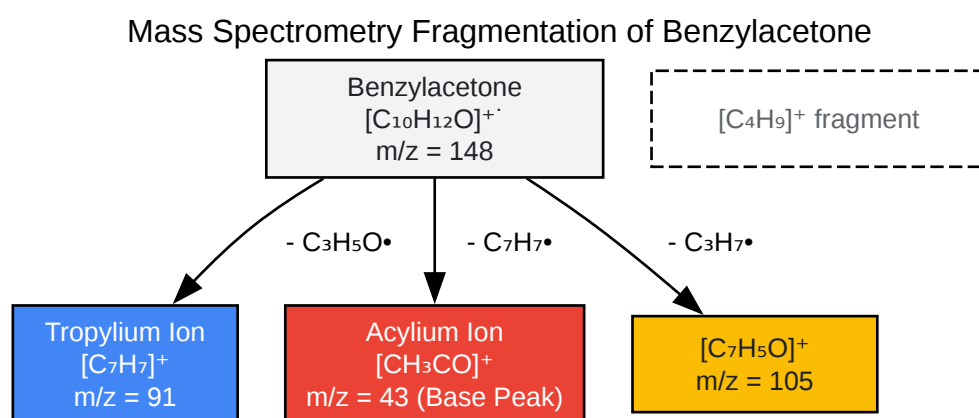 Mass Spectrometry Fragmentation of Benzylacetone
Benzylacetone
[C₁₀H₁₂O]⁺˙
m/z = 148
[C₄H₉]⁺ fragment
- C₃H₅O•
- C₇H₇•
- C₃H₇•
Tropylium Ion
[C₇H₇]⁺
m/z = 91
Acylium Ion
[CH₃CO]⁺
m/z = 43 (Base Peak)
[C₇H₅O]⁺
m/z = 105